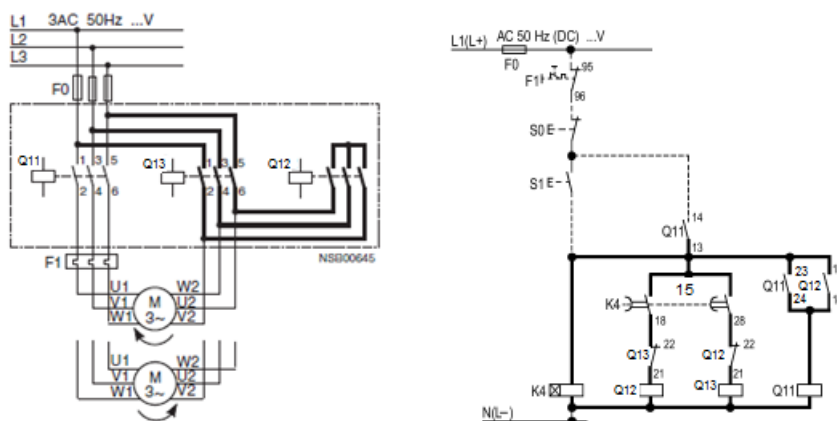 L1 3AC 50Hz ...V
L2
L3
F0
Q11
1 3 5
2 4 6
Q13
1 3 5
2 4 6
Q12
NSB00645
F1
U1 W2
V1 U2
W1 V2
M
3~
U1 W2
V1 U2
W1 V2
M
3~
L1(L+) AC 50 Hz (DC) ...V
F0
F1
95
96
S0 E
S1 E
14
Q11
13
15
K4
18
28
23
Q11
24
Q12
1
1
Q13 22
21
Q12 22
21
K4
Q12
Q13
Q11
N(L–)